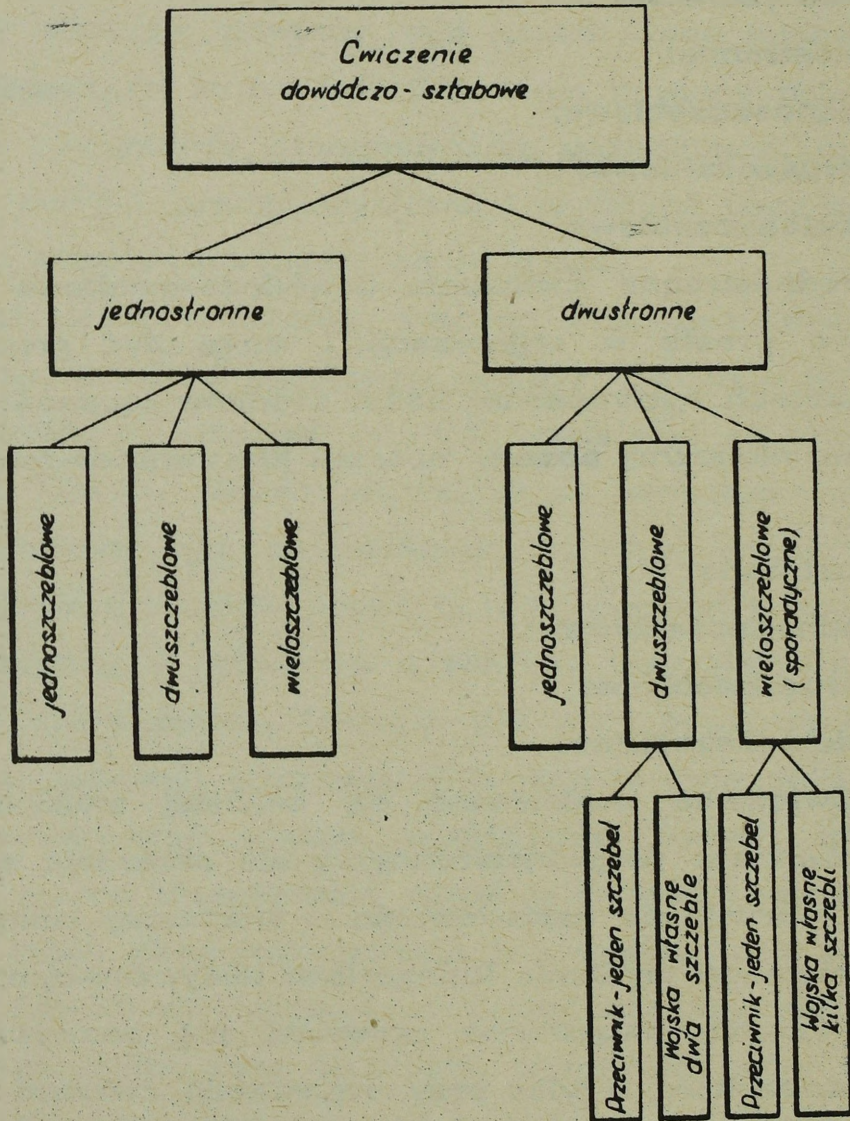 Ćwiczenie
dowódczo - sztabowe
jednostronne
dwustronne
jednoszczeblowe
dwuszczeblowe
wieloszczeblowe
jednoszczeblowe
dwuszczeblowe
wieloszczeblowe
(sporadyczne)
Przeciwnik - jeden szczebel
Wojska własne
dwa szczeble
Przeciwnik - jeden szczebel
Wojska własne
kilka szczebli